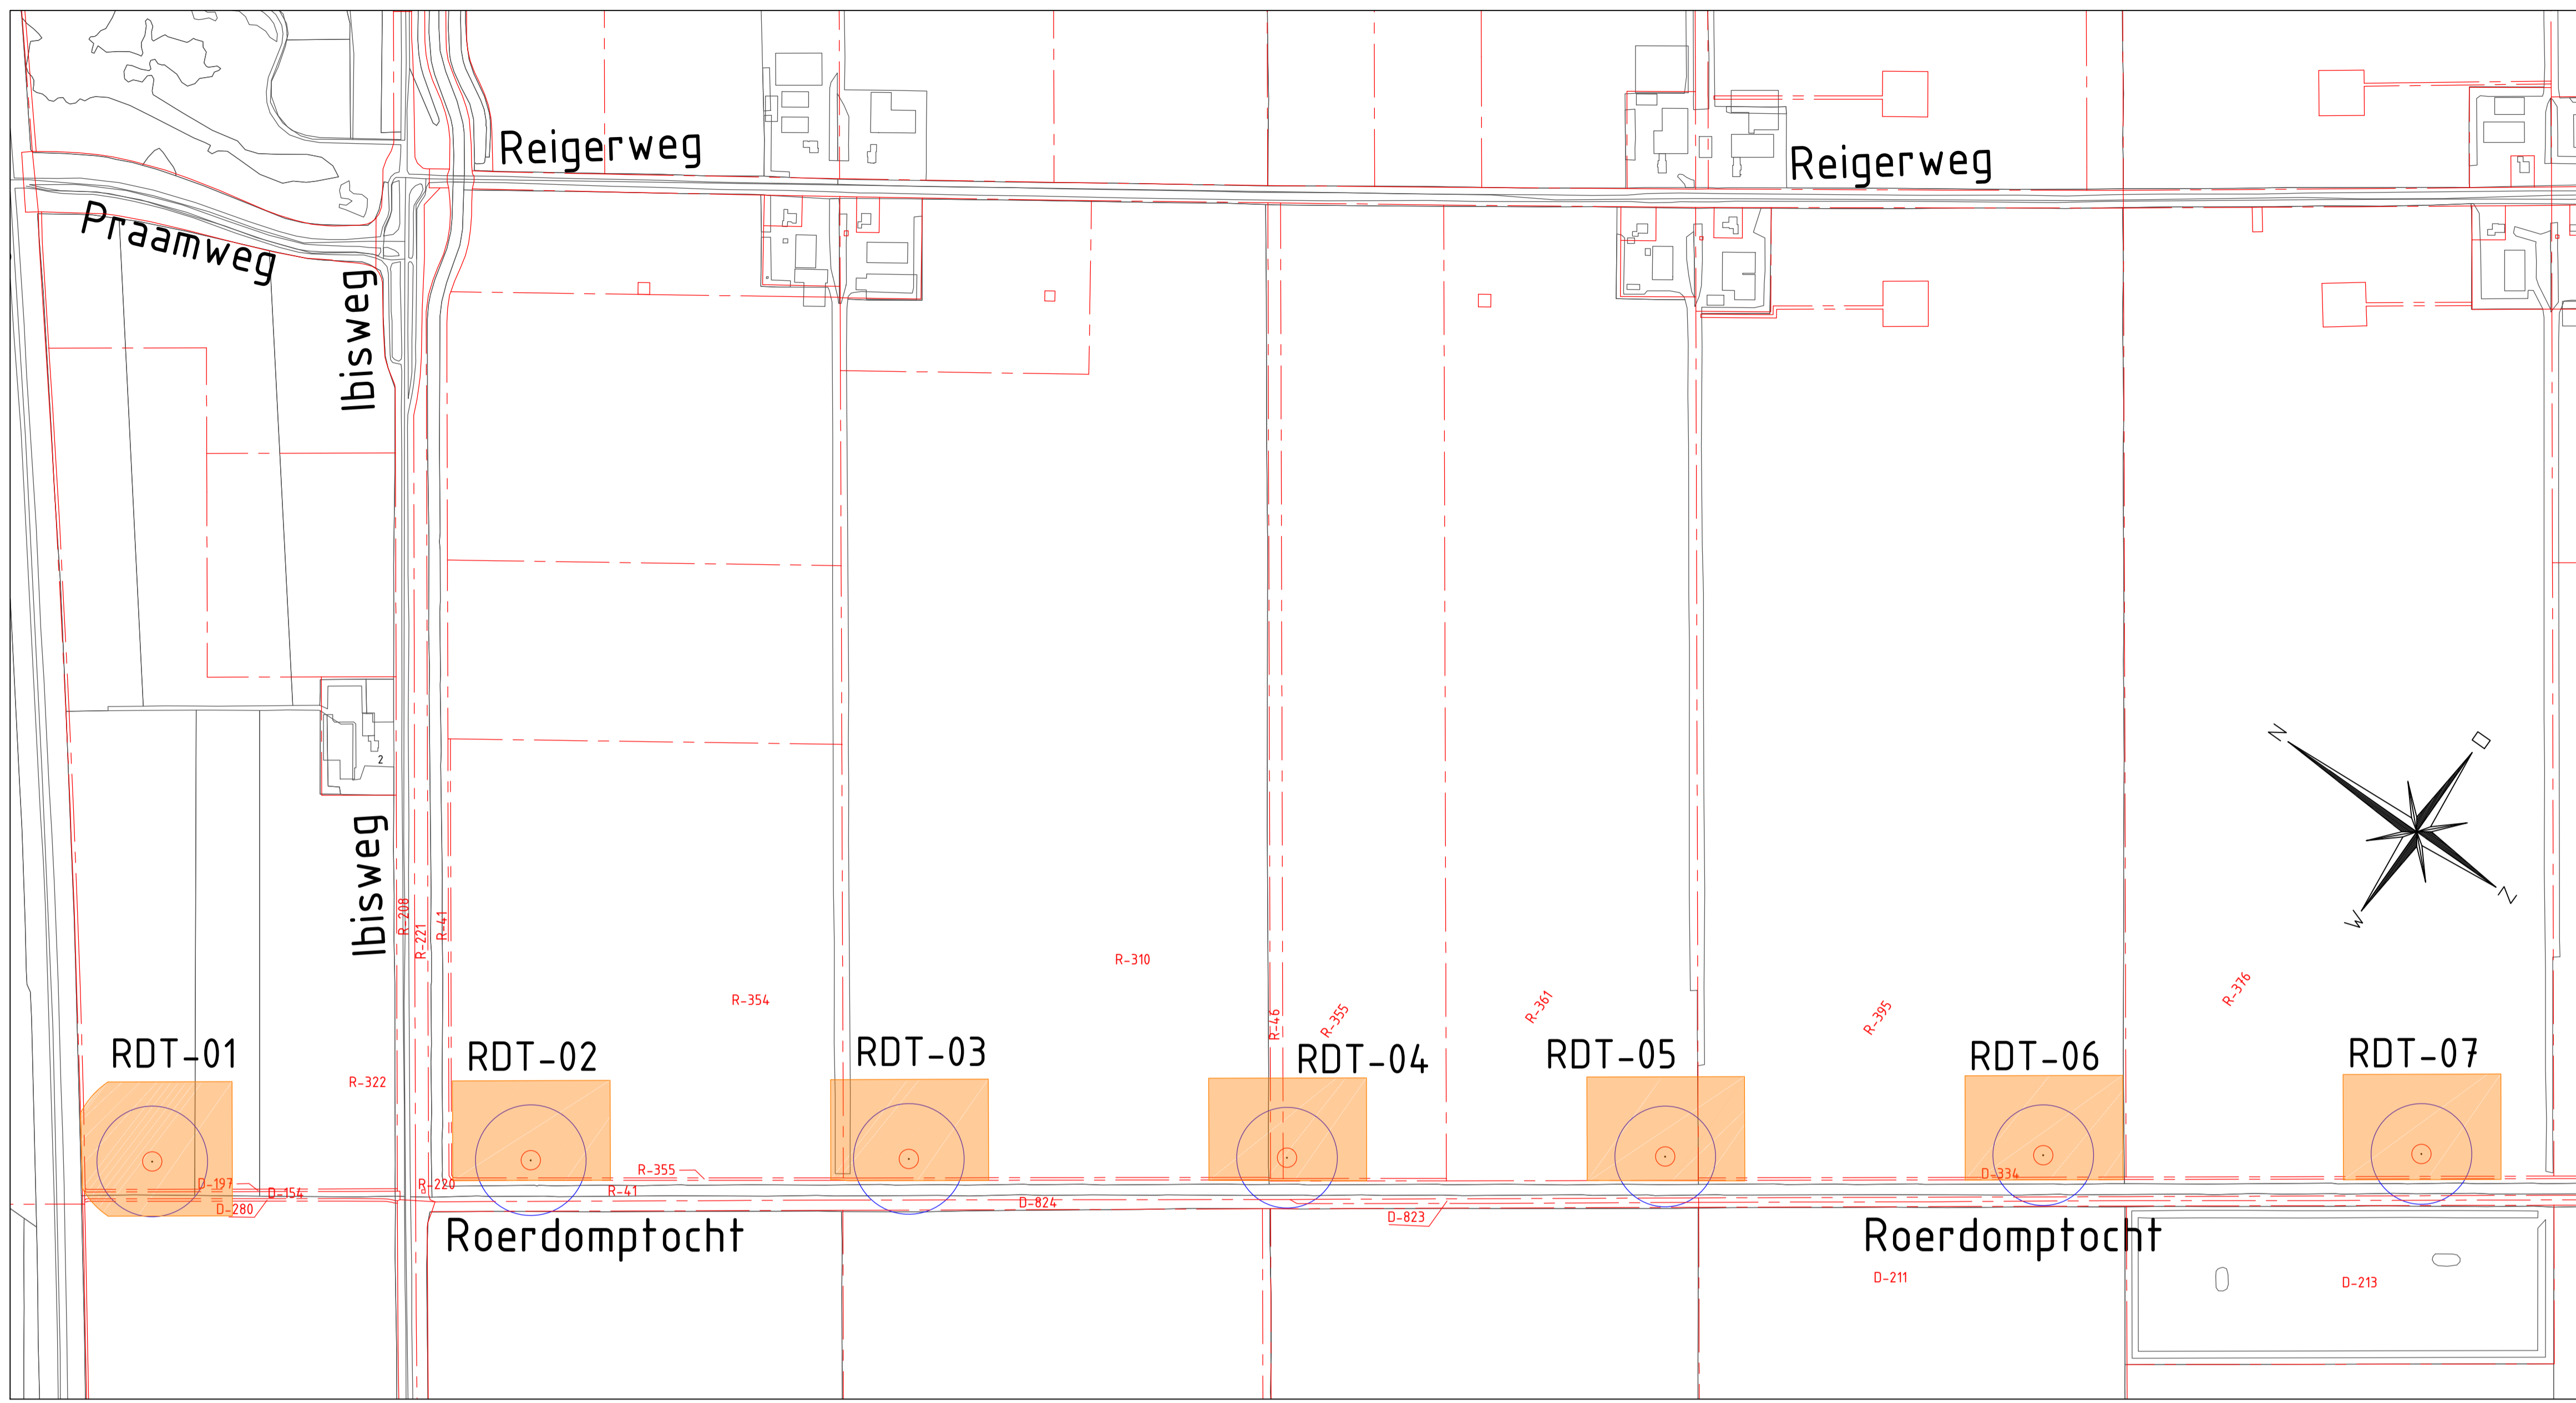 Reigerweg
Reigerweg
Praamweg
Ibisweg
2
N
O
W
Z
Ibisweg
R-208
R-221
R-41
R-310
R-354
R-46
R-355
R-361
R-395
R-376
RDT-01
RDT-02
RDT-03
RDT-04
RDT-05
RDT-06
RDT-07
R-322
R-355
D-334
D-197
D-154
R-220
R-41
D-280
D-824
D-823
Roerdomptocht
Roerdomptocht
D-211
D-213